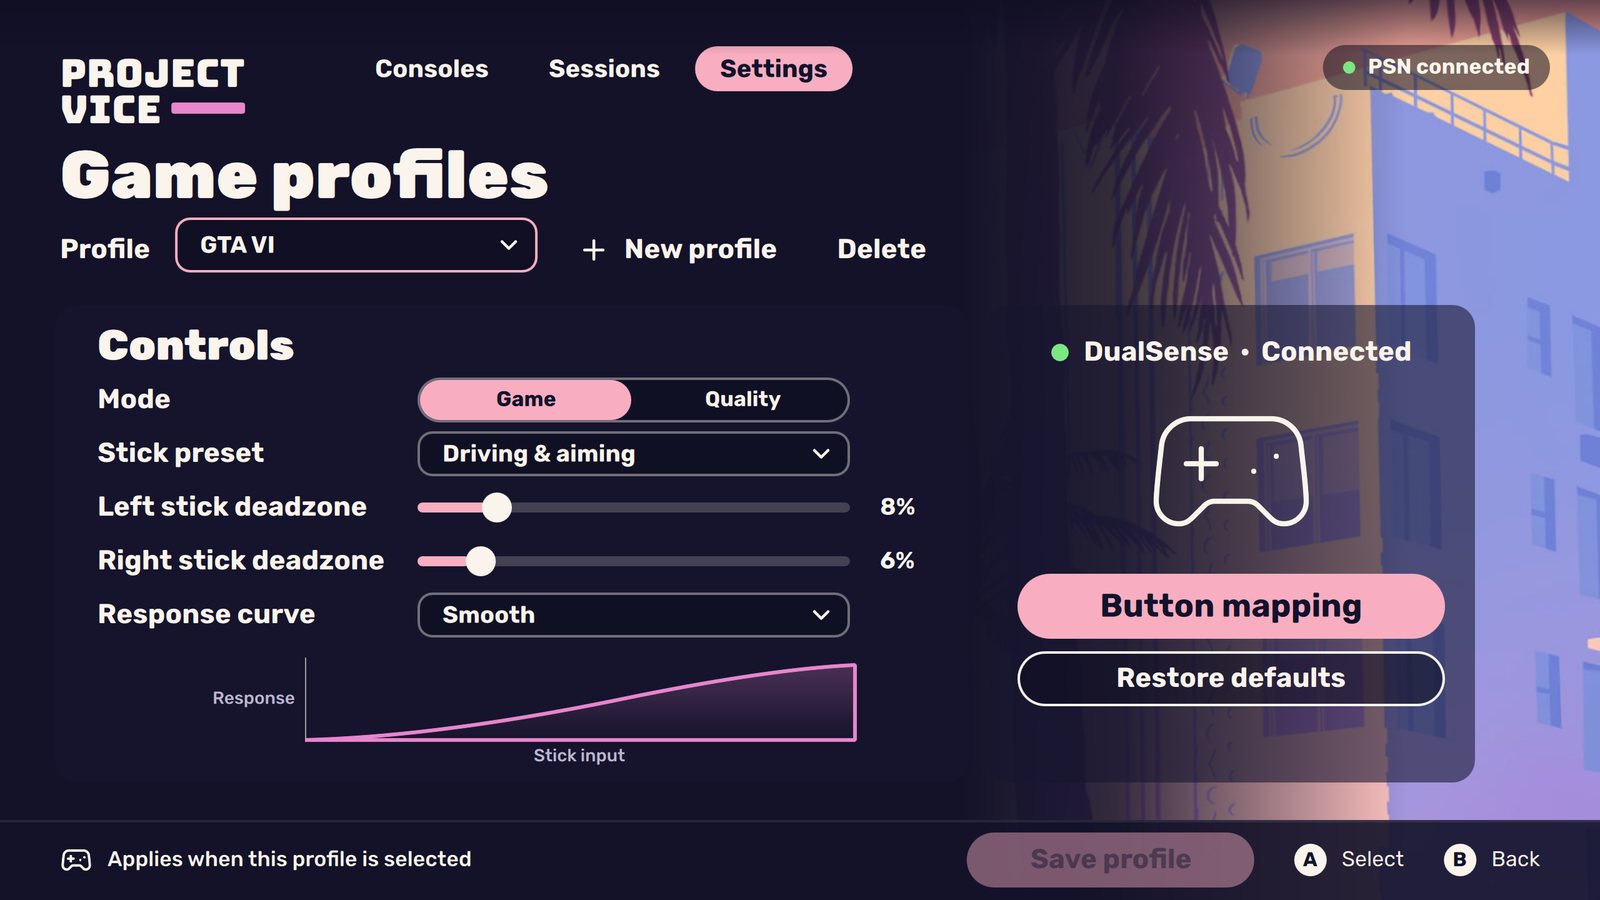 PROJECT
VICE
Consoles
Sessions
Settings
PSN connected
Game profiles
Profile
GTA VI
New profile
Delete
Controls
Mode
Game
Quality
Stick preset
Driving & aiming
Left stick deadzone
8%
Right stick deadzone
6%
Response curve
Smooth
Response
Stick input
DualSense • Connected
Button mapping
Restore defaults
Applies when this profile is selected
Save profile
A Select
B Back